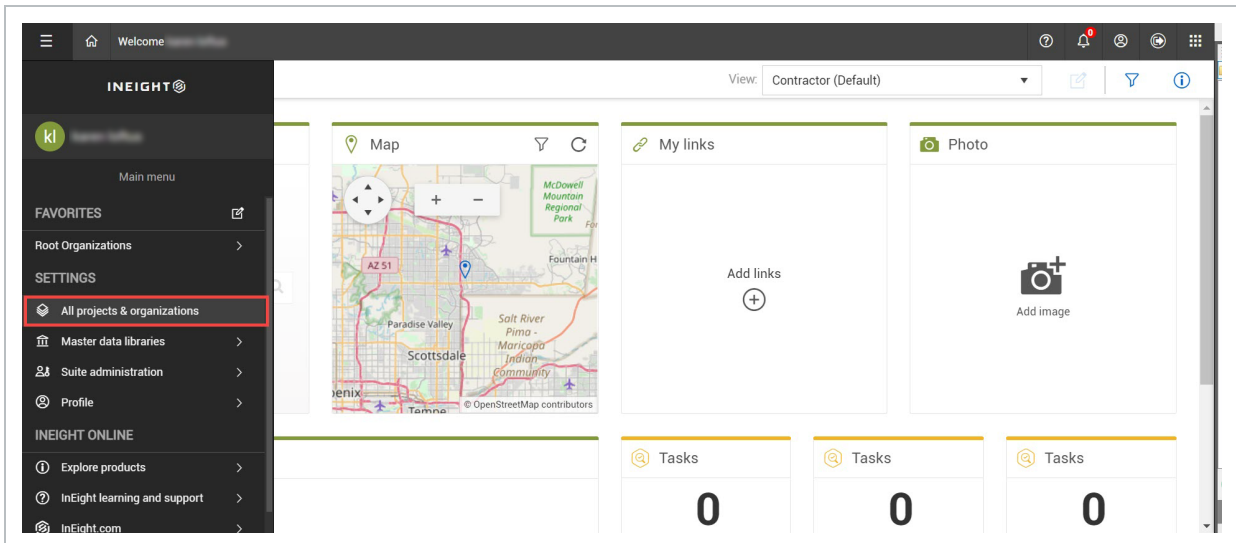 Welcome
0
INEIGHT
View: Contractor (Default)
kl
Main menu
FAVORITES
Root Organizations
SETTINGS
All projects & organizations
Master data libraries
Suite administration
Profile
INEIGHT ONLINE
Explore products
InEight learning and support
InEight.com
Map
McDowell
Mountain
Regional
Park
AZ 51
Fountain H
Paradise Valley
Salt River
Pima -
Maricopa
Indian
Community
Scottsdale
oenix
Tempe
© OpenStreetMap contributors
My links
Add links
Photo
Add image
Tasks
0
Tasks
0
Tasks
0